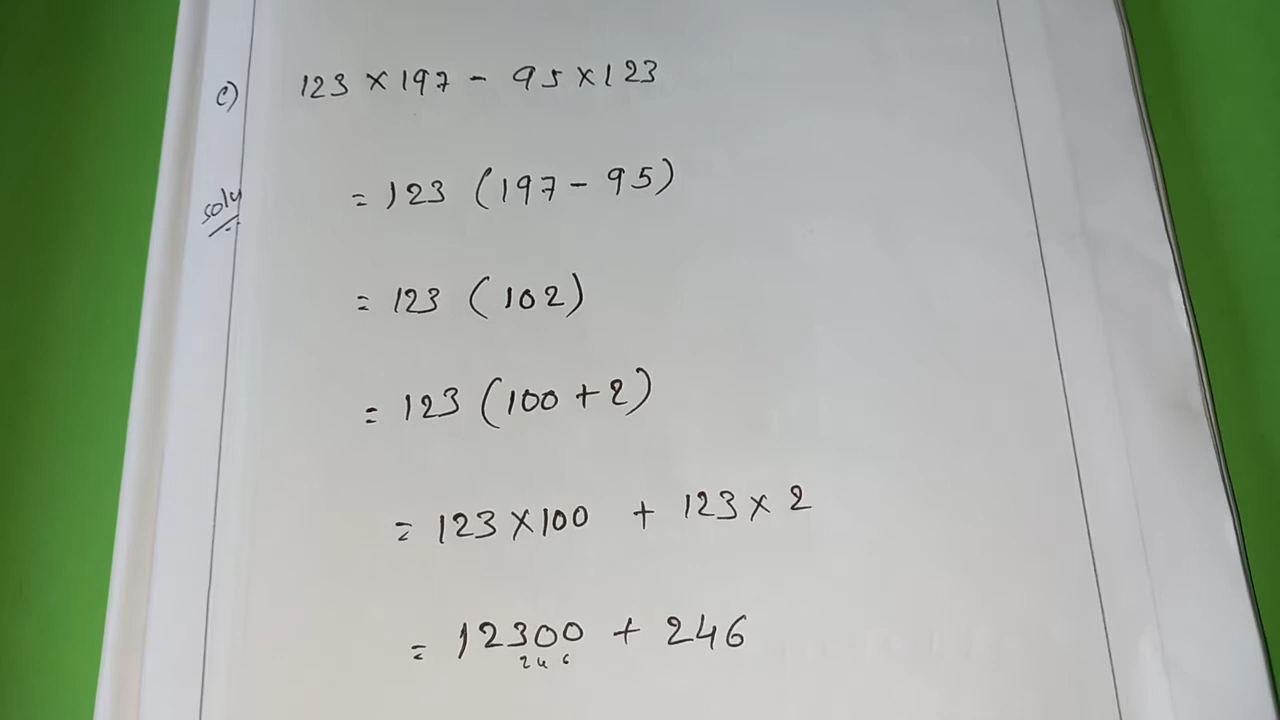 c) 123 × 197 - 95 × 123
soln = 123 (197 - 95)
= 123 (102)
= 123 (100 + 2)
= 123 × 100 + 123 × 2
= 12300 + 246
246